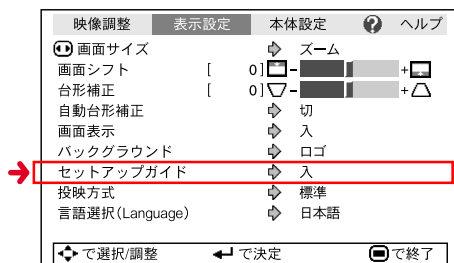 映像調整 表示設定 本体設定 ? ヘルプ
画面サイズ ズーム
画面シフト [ 0] - +
台形補正 [ 0] - +
自動台形補正 切
画面表示 入
バックグラウンド ロゴ
セットアップガイド 入
投映方式 標準
言語選択(Language) 日本語
で選択/調整 で決定 で終了